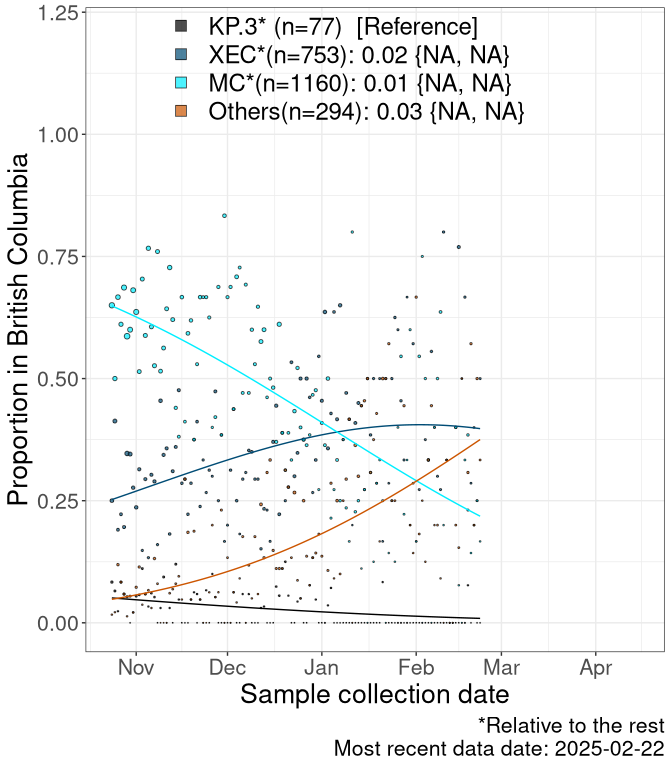 KP.3* (n=77)  [Reference]
XEC*(n=753): 0.02 {NA, NA}
MC*(n=1160): 0.01 {NA, NA}
Others(n=294): 0.03 {NA, NA}
Proportion in British Columbia
1.25
1.00
0.75
0.50
0.25
0.00
Nov Dec Jan Feb Mar Apr
Sample collection date
*Relative to the rest
Most recent data date: 2025-02-22